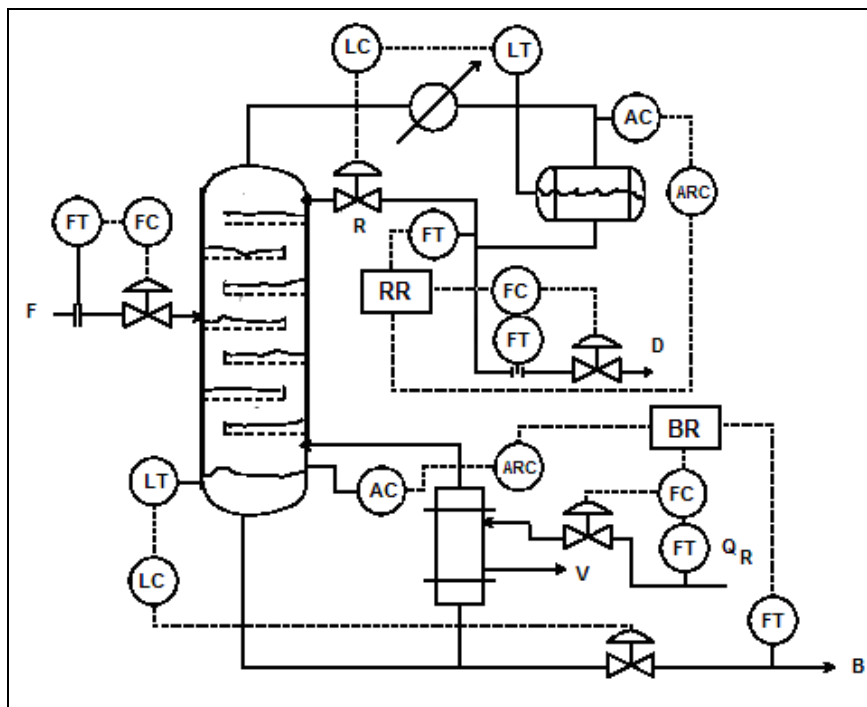 LC LT
AC
ARC
FT FC
R
FT
RR FC
F
FT
D
BR
ARC
LT AC
FC
FT Q R
V
LC
FT
B